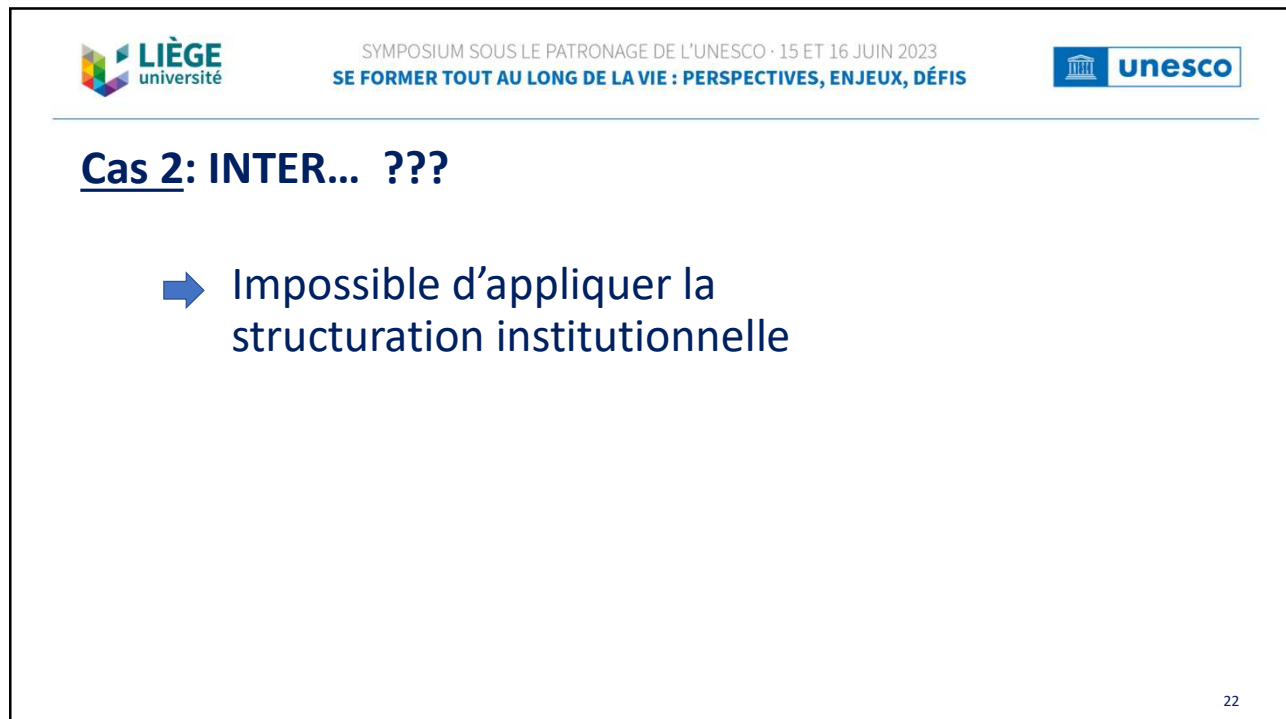 LIÈGE
université
SYMPOSIUM SOUS LE PATRONAGE DE L'UNESCO · 15 ET 16 JUIN 2023
SE FORMER TOUT AU LONG DE LA VIE : PERSPECTIVES, ENJEUX, DÉFIS
unesco
Cas 2: INTER… ???
Impossible d’appliquer la
structuration institutionnelle
22